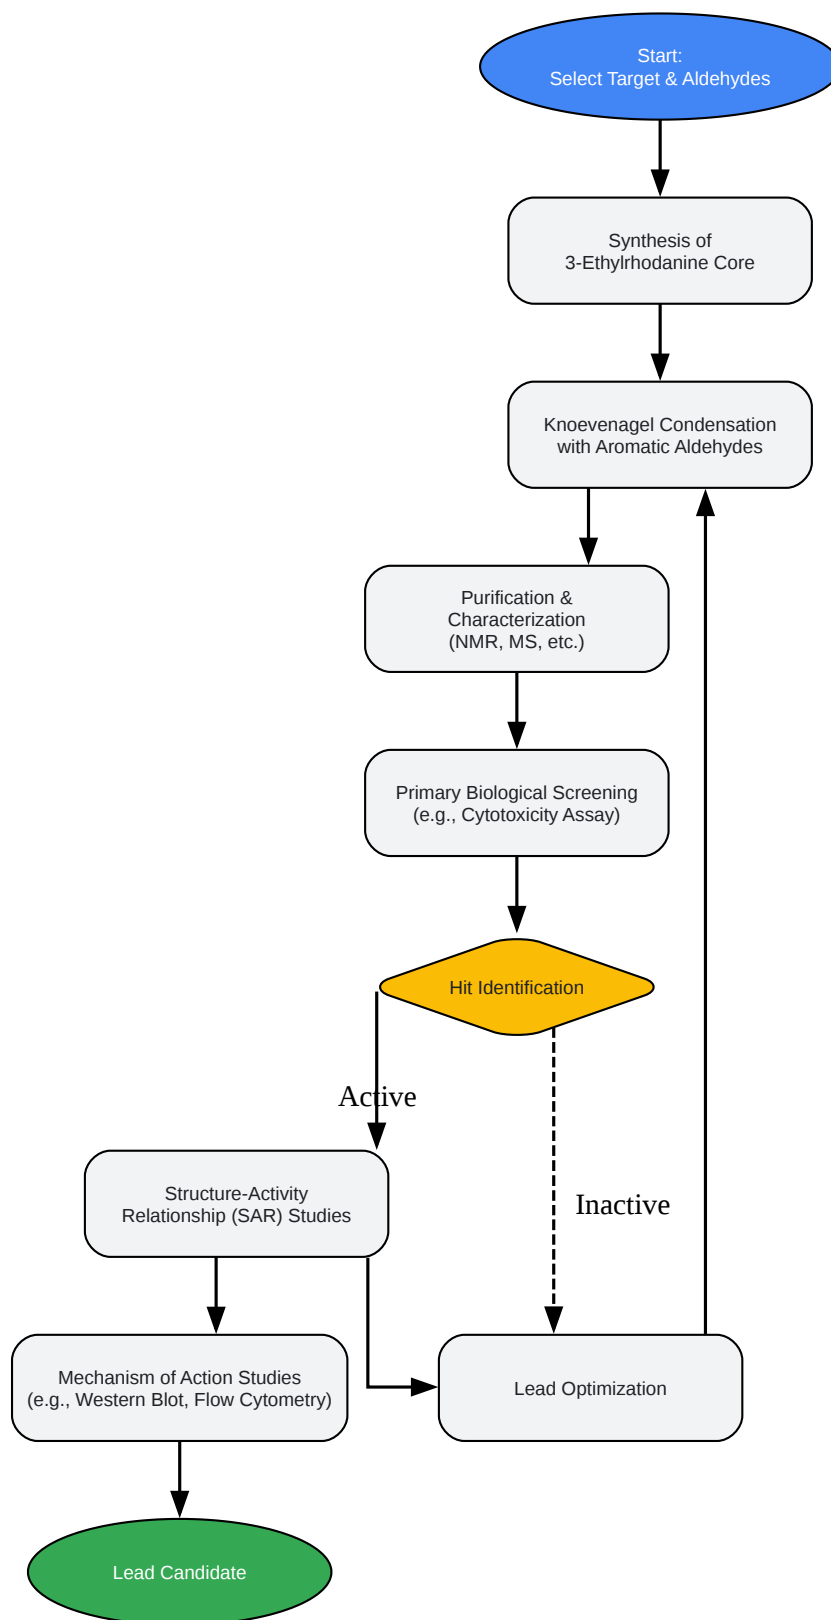 Start:
Select Target & Aldehydes
Synthesis of
3-Ethylrhodanine Core
Knoevenagel Condensation
with Aromatic Aldehydes
Purification &
Characterization
(NMR, MS, etc.)
Primary Biological Screening
(e.g., Cytotoxicity Assay)
Hit Identification
Active
Structure-Activity
Relationship (SAR) Studies
Inactive
Mechanism of Action Studies
(e.g., Western Blot, Flow Cytometry)
Lead Optimization
Lead Candidate